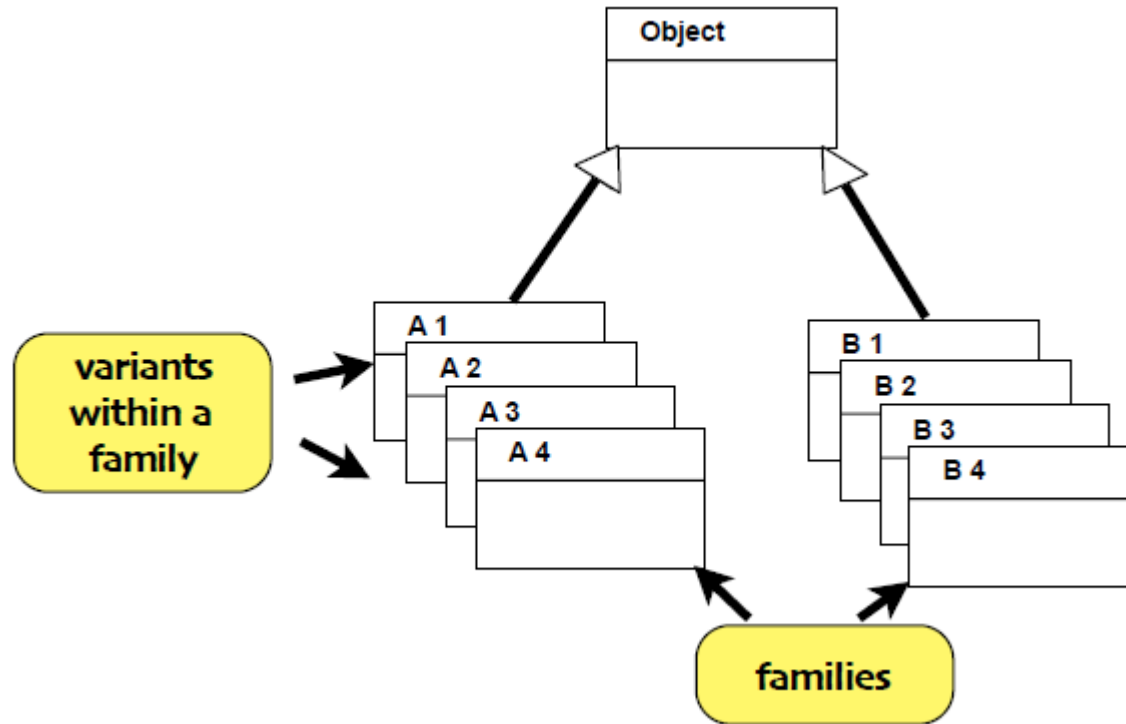 Object
A 1
A 2
A 3
A 4
B 1
B 2
B 3
B 4
variants
within a
family
families